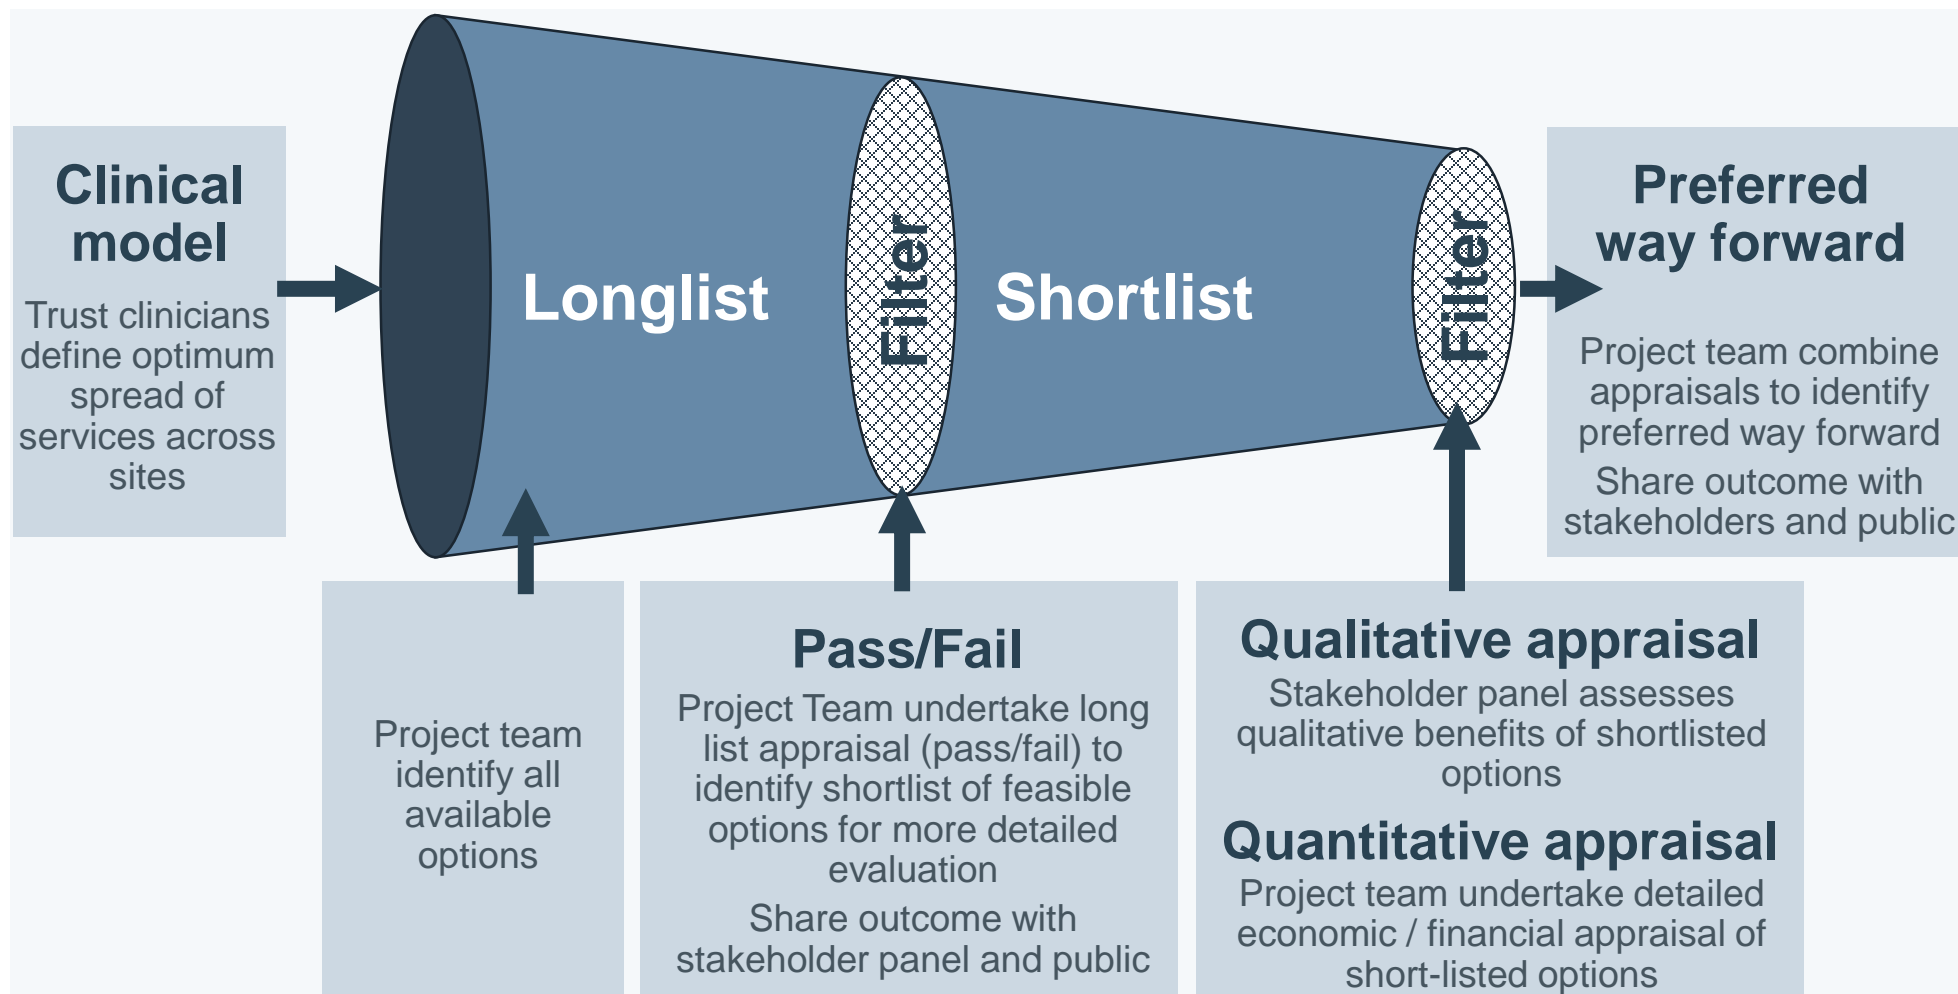 Clinical
model
Trust clinicians
define optimum
spread of
services across
sites
Longlist
Filter
Shortlist
Filter
Preferred
way forward
Project team combine
appraisals to identify
preferred way forward
Share outcome with
stakeholders and public
Project team
identify all
available
options
Pass/Fail
Project Team undertake long
list appraisal (pass/fail) to
identify shortlist of feasible
options for more detailed
evaluation
Share outcome with
stakeholder panel and public
Qualitative appraisal
Stakeholder panel assesses
qualitative benefits of shortlisted
options
Quantitative appraisal
Project team undertake detailed
economic / financial appraisal of
short-listed options